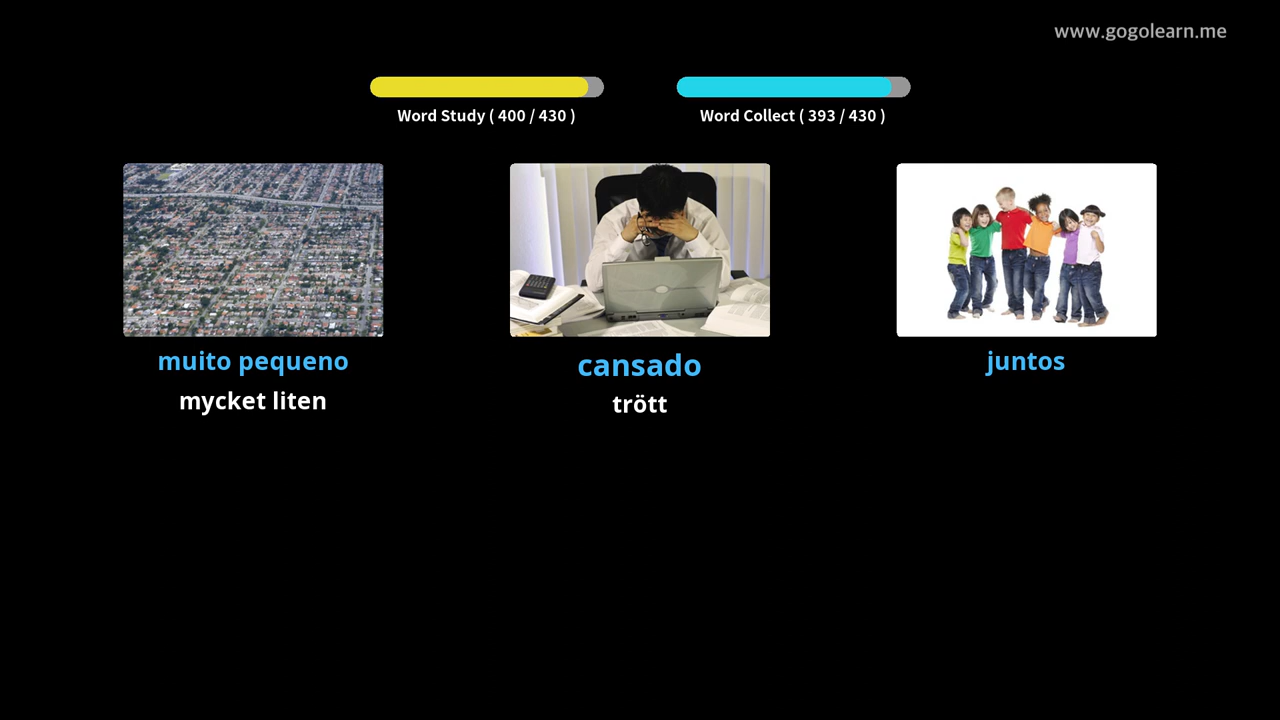 www.gogolearn.me
Word Study ( 400 / 430 )
Word Collect ( 393 / 430 )
muito pequeno
mycket liten
cansado
trött
juntos